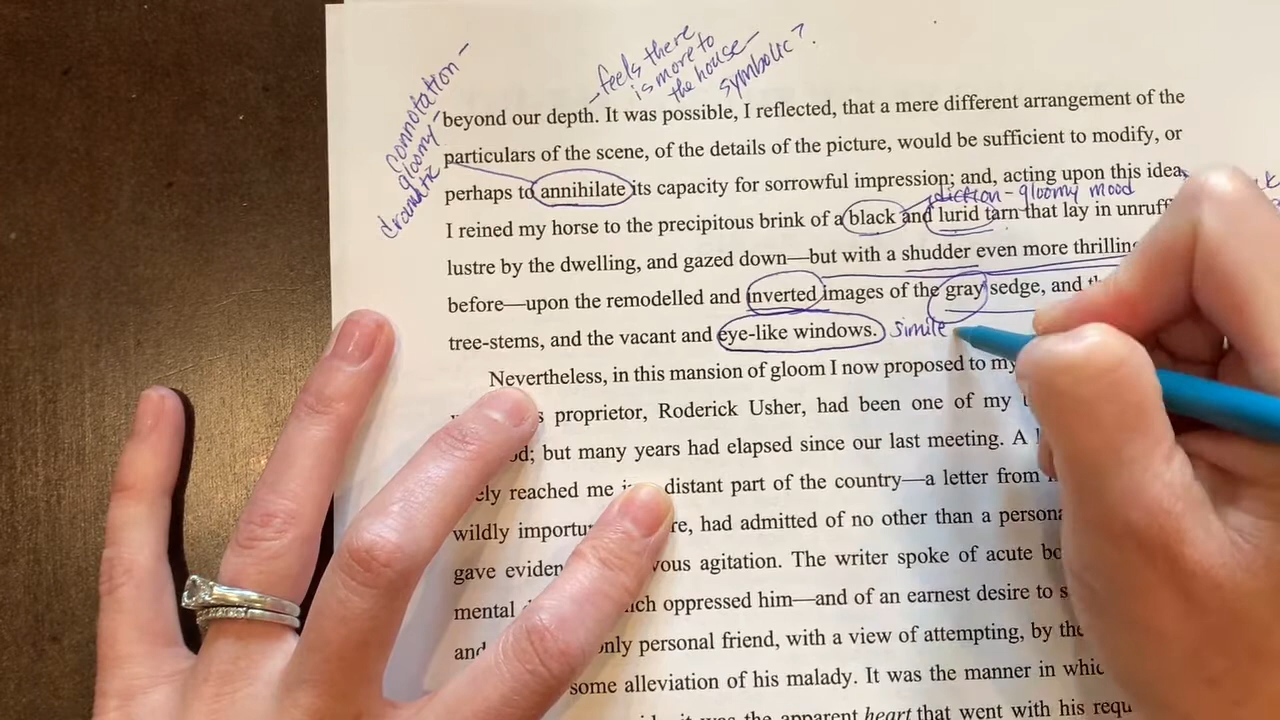 feels there
is more to
the house-
symbolic?
connotation-
gloomy-
dramatic
beyond our depth. It was possible, I reflected, that a mere different arrangement of the
particulars of the scene, of the details of the picture, would be sufficient to modify, or
perhaps to annihilate its capacity for sorrowful impression; and, acting upon this idea,
diction - gloomy mood
I reined my horse to the precipitous brink of a black and lurid tarn that lay in unruff
lustre by the dwelling, and gazed down—but with a shudder even more thrilling
before—upon the remodelled and inverted images of the gray sedge, and
tree-stems, and the vacant and eye-like windows. simile
Nevertheless, in this mansion of gloom I now proposed to my
proprietor, Roderick Usher, had been one of my
but many years had elapsed since our last meeting. A
reached me distant part of the country—a letter from
wildly had admitted of no other than a
gave agitation. The writer spoke of acute
mental oppressed him—and of an earnest desire to
only personal friend, with a view of attempting, by the
some alleviation of his malady. It was the manner in
it was the apparent heart that went with his